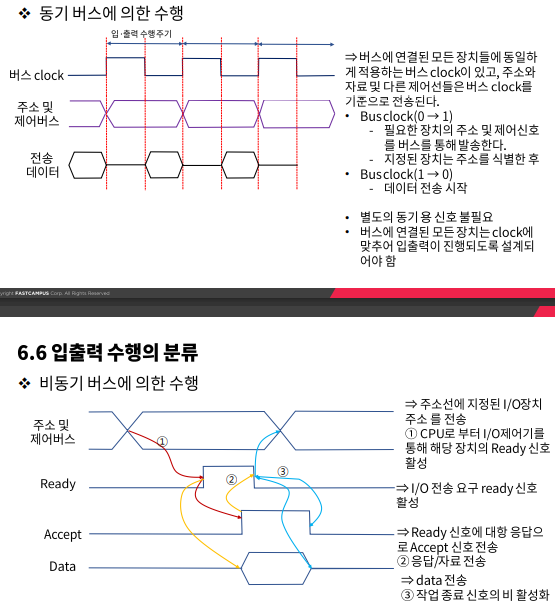 ❖ 동기 버스에 의한 수행
입·출력 수행주기
버스 clock
주소 및
제어버스
전송
데이터
⇒ 버스에 연결된 모든 장치들에 동일하
게 적용하는 버스 clock이 있고, 주소와
자료 및 다른 제어선들은 버스 clock를
기준으로 전송된다.
• Bus clock(0 → 1)
- 필요한 장치의 주소 및 제어신호
를 버스를 통해 발송한다.
- 지정된 장치는 주소를 식별한 후
• Bus clock(1 → 0)
- 데이터 전송 시작
• 별도의 동기 용 신호 불필요
• 버스에 연결된 모든 장치는 clock에
맞추어 입출력이 진행되도록 설계되
어야 함
yright FASTCAMPUS Corp. All Rights Reserved
6.6 입출력 수행의 분류
❖ 비동기 버스에 의한 수행
주소 및
제어버스
①
Ready
②
③
Accept
Data
⇒ 주소선에 지정된 I/O장치
주소 를 전송
① CPU로 부터 I/O제어기를
통해 해당 장치의 Ready 신호
활성
⇒ I/O 전송 요구 ready 신호
활성
⇒ Ready 신호에 대항 응답으
로 Accept 신호 전송
② 응답/자료 전송
⇒ data 전송
③ 작업 종료 신호의 비 활성화